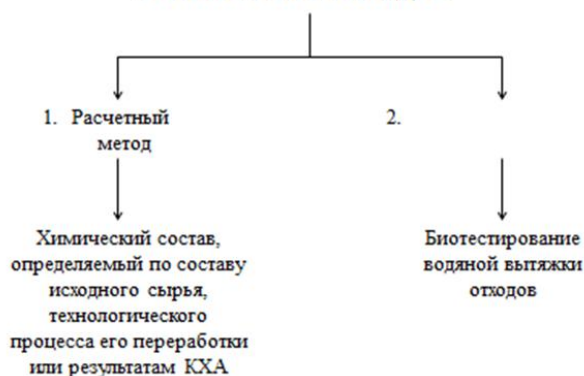 1. Расчетный
метод
2.
Химический состав,
определяемый по составу
исходного сырья,
технологического
процесса его переработки
или результатам КХА
Биотестирование
водяной вытяжки
отходов